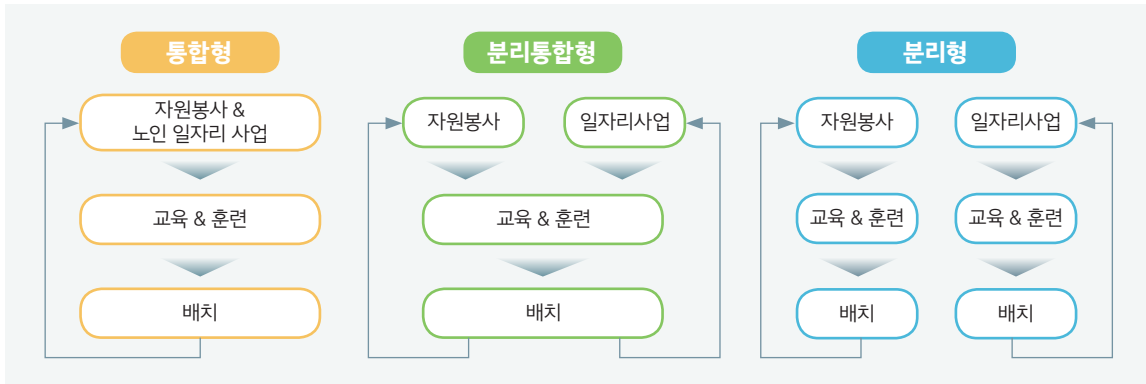 통합형
자원봉사 &
노인 일자리 사업
교육 & 훈련
배치
분리통합형
자원봉사
일자리사업
교육 & 훈련
배치
분리형
자원봉사
일자리사업
교육 & 훈련
교육 & 훈련
배치
배치